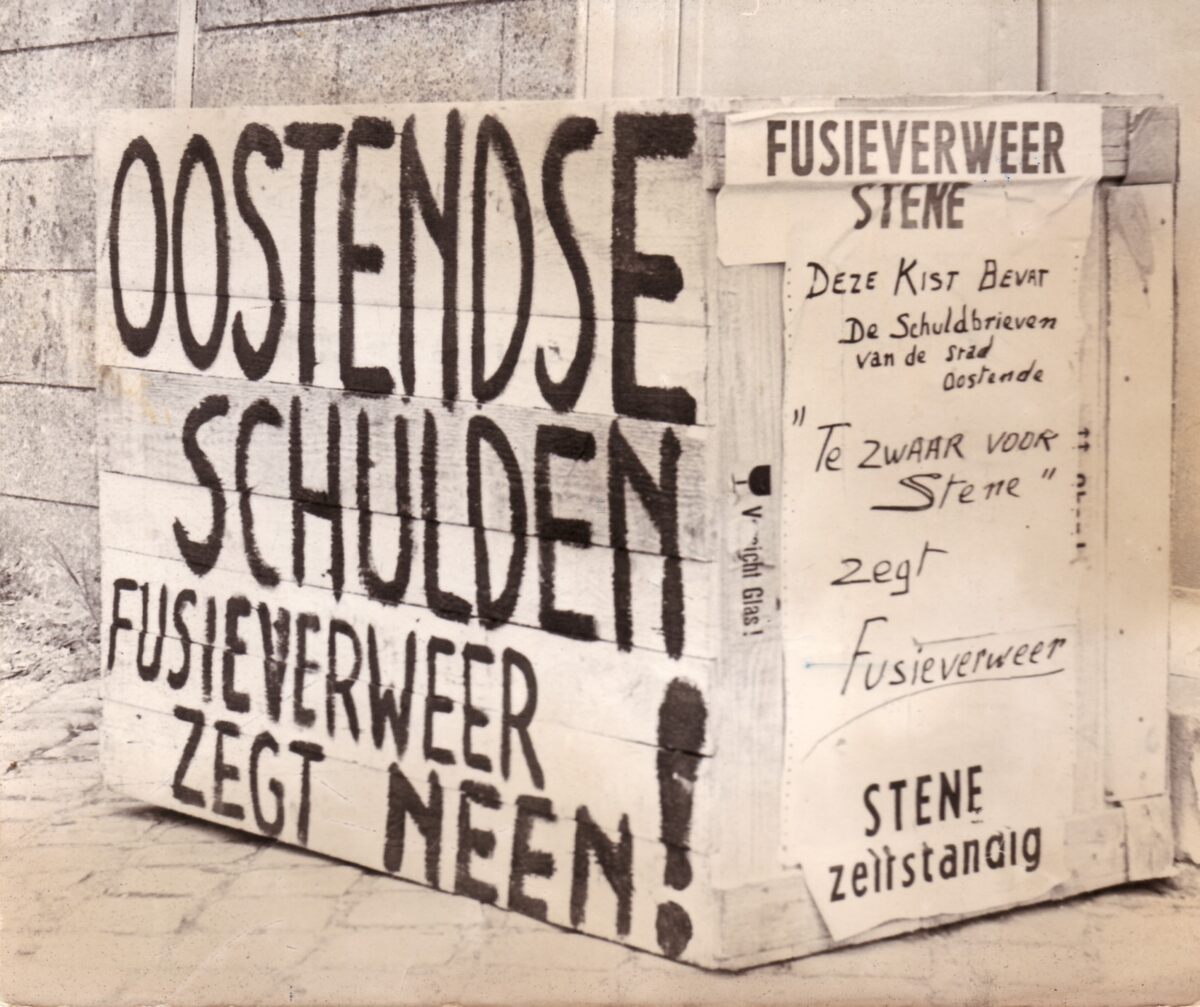 OOSTENDSE
SCHULDEN
FUSIEVERWEER
ZEGT NEEN!
FUSIEVERWEER
STENE
DEZE KIST BEVAT
De Schuldbrieven
van de stad
Oostende
"Te ZWAAR VOOR
Stene"
zegt
Fusieverweer
STENE
zelfstandig
Glas!